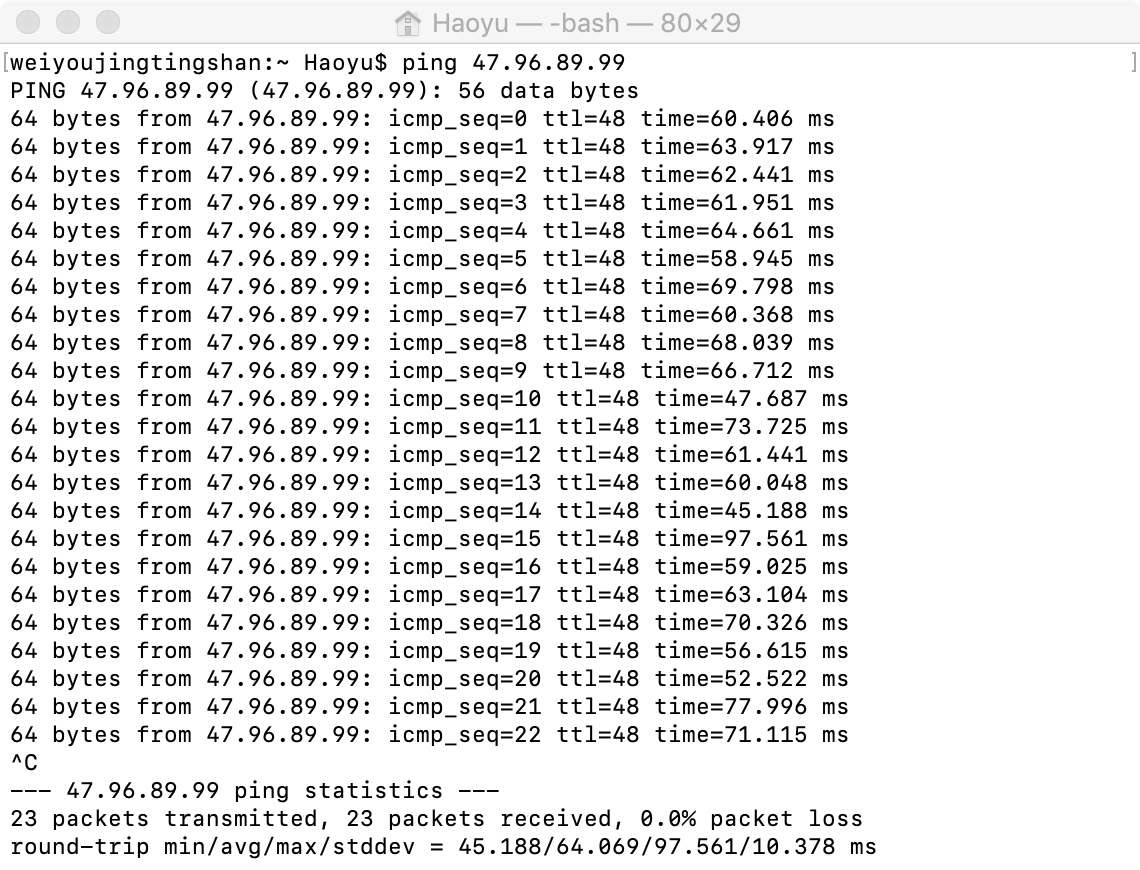 Haoyu — -bash — 80×29
[weiyoujingtingshan:~ Haoyu$ ping 47.96.89.99 ]
PING 47.96.89.99 (47.96.89.99): 56 data bytes
64 bytes from 47.96.89.99: icmp_seq=0 ttl=48 time=60.406 ms
64 bytes from 47.96.89.99: icmp_seq=1 ttl=48 time=63.917 ms
64 bytes from 47.96.89.99: icmp_seq=2 ttl=48 time=62.441 ms
64 bytes from 47.96.89.99: icmp_seq=3 ttl=48 time=61.951 ms
64 bytes from 47.96.89.99: icmp_seq=4 ttl=48 time=64.661 ms
64 bytes from 47.96.89.99: icmp_seq=5 ttl=48 time=58.945 ms
64 bytes from 47.96.89.99: icmp_seq=6 ttl=48 time=69.798 ms
64 bytes from 47.96.89.99: icmp_seq=7 ttl=48 time=60.368 ms
64 bytes from 47.96.89.99: icmp_seq=8 ttl=48 time=68.039 ms
64 bytes from 47.96.89.99: icmp_seq=9 ttl=48 time=66.712 ms
64 bytes from 47.96.89.99: icmp_seq=10 ttl=48 time=47.687 ms
64 bytes from 47.96.89.99: icmp_seq=11 ttl=48 time=73.725 ms
64 bytes from 47.96.89.99: icmp_seq=12 ttl=48 time=61.441 ms
64 bytes from 47.96.89.99: icmp_seq=13 ttl=48 time=60.048 ms
64 bytes from 47.96.89.99: icmp_seq=14 ttl=48 time=45.188 ms
64 bytes from 47.96.89.99: icmp_seq=15 ttl=48 time=97.561 ms
64 bytes from 47.96.89.99: icmp_seq=16 ttl=48 time=59.025 ms
64 bytes from 47.96.89.99: icmp_seq=17 ttl=48 time=63.104 ms
64 bytes from 47.96.89.99: icmp_seq=18 ttl=48 time=70.326 ms
64 bytes from 47.96.89.99: icmp_seq=19 ttl=48 time=56.615 ms
64 bytes from 47.96.89.99: icmp_seq=20 ttl=48 time=52.522 ms
64 bytes from 47.96.89.99: icmp_seq=21 ttl=48 time=77.996 ms
64 bytes from 47.96.89.99: icmp_seq=22 ttl=48 time=71.115 ms
^C
--- 47.96.89.99 ping statistics ---
23 packets transmitted, 23 packets received, 0.0% packet loss
round-trip min/avg/max/stddev = 45.188/64.069/97.561/10.378 ms